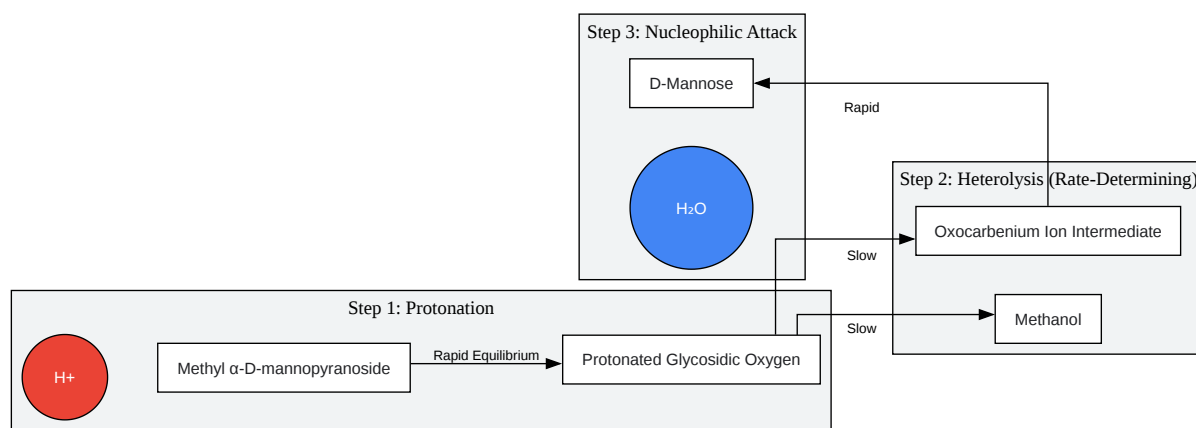 Step 3: Nucleophilic Attack
D-Mannose
Rapid
H₂O
Step 2: Heterolysis (Rate-Determining)
Oxocarbenium Ion Intermediate
Slow
Methanol
Slow
Step 1: Protonation
H+
Methyl α-D-mannopyranoside
Rapid Equilibrium
Protonated Glycosidic Oxygen